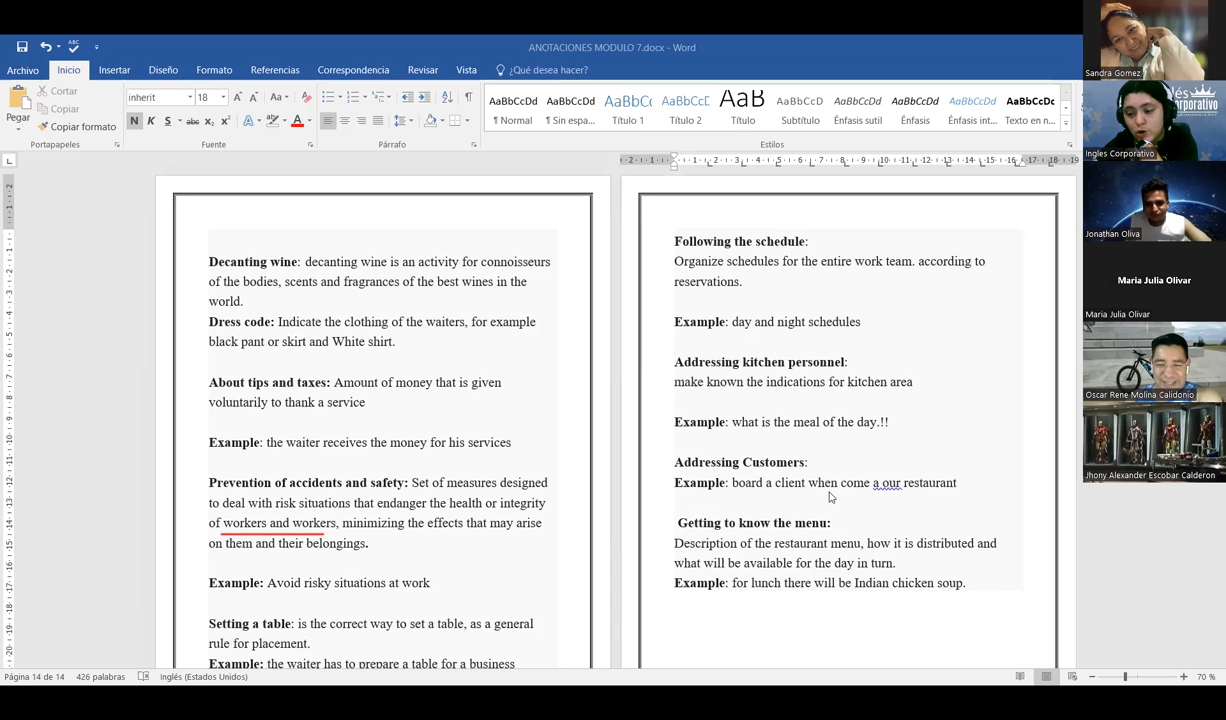 ANOTACIONES MODULO 7.docx - Word
Archivo Inicio Insertar Diseño Formato Referencias Correspondencia Revisar Vista ¿Qué desea hacer?
Pegar
Cortar
Copiar
Copiar formato
Portapapeles
inherit 18
N K S abc x₂ x²
Aa
Fuente
Párrafo
AaBbCcDd AaBbCcDd AaBbC( AaBbCcD AaB AaBbCcD AaBbCcDd AaBbCcDd AaBbCcDd AaBbCcDc
¶ Normal ¶ Sin espa... Título 1 Título 2 Título Subtítulo Énfasis sutil Énfasis Énfasis int... Texto en n...
Estilos
Decanting wine: decanting wine is an activity for connoisseurs
of the bodies, scents and fragrances of the best wines in the
world.
Dress code: Indicate the clothing of the waiters, for example
black pant or skirt and White shirt.
About tips and taxes: Amount of money that is given
voluntarily to thank a service
Example: the waiter receives the money for his services
Prevention of accidents and safety: Set of measures designed
to deal with risk situations that endanger the health or integrity
of workers and workers, minimizing the effects that may arise
on them and their belongings.
Example: Avoid risky situations at work
Setting a table: is the correct way to set a table, as a general
rule for placement.
Example: the waiter has to prepare a table for a business
Following the schedule:
Organize schedules for the entire work team. according to
reservations.
Example: day and night schedules
Addressing kitchen personnel:
make known the indications for kitchen area
Example: what is the meal of the day.!!
Addressing Customers:
Example: board a client when come a our restaurant
Getting to know the menu:
Description of the restaurant menu, how it is distributed and
what will be available for the day in turn.
Example: for lunch there will be Indian chicken soup.
Página 14 de 14 426 palabras Inglés (Estados Unidos)
70 %
Sandra Gomez
Ingles Corporativo
Jonathan Oliva
Maria Julia Olivar
Maria Julia Olivar
Oscar Rene Molina Calidonio
Jhony Alexander Escobar Calderon